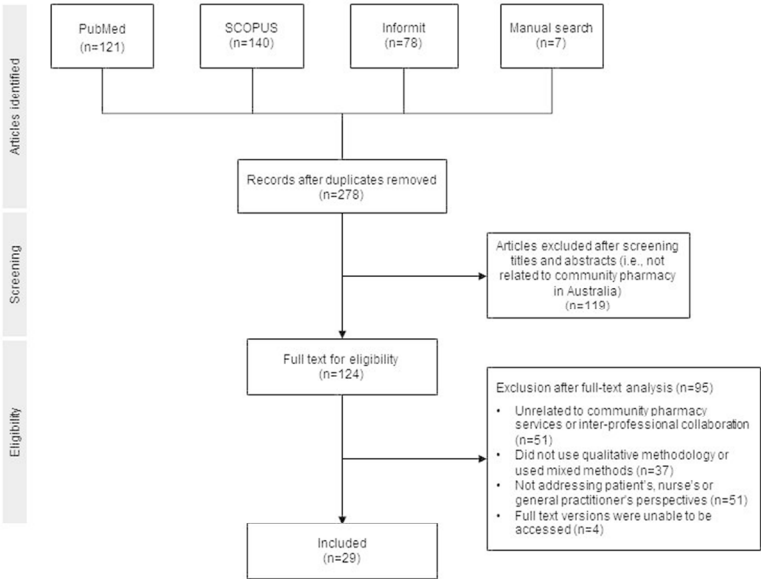 PubMed
(n=121)
SCOPUS
(n=140)
Informit
(n=78)
Manual search
(n=7)
Articles identified
Records after duplicates removed
(n=278)
Screening
Articles excluded after screening
titles and abstracts (i.e., not
related to community pharmacy
in Australia)
(n=119)
Full text for eligibility
(n=124)
Eligibility
Exclusion after full-text analysis (n=95)
• Unrelated to community pharmacy
services or inter-professional collaboration
(n=51)
• Did not use qualitative methodology or
used mixed methods (n=37)
• Not addressing patient's, nurse's or
general practitioner's perspectives (n=51)
• Full text versions were unable to be
accessed (n=4)
Included
(n=29)